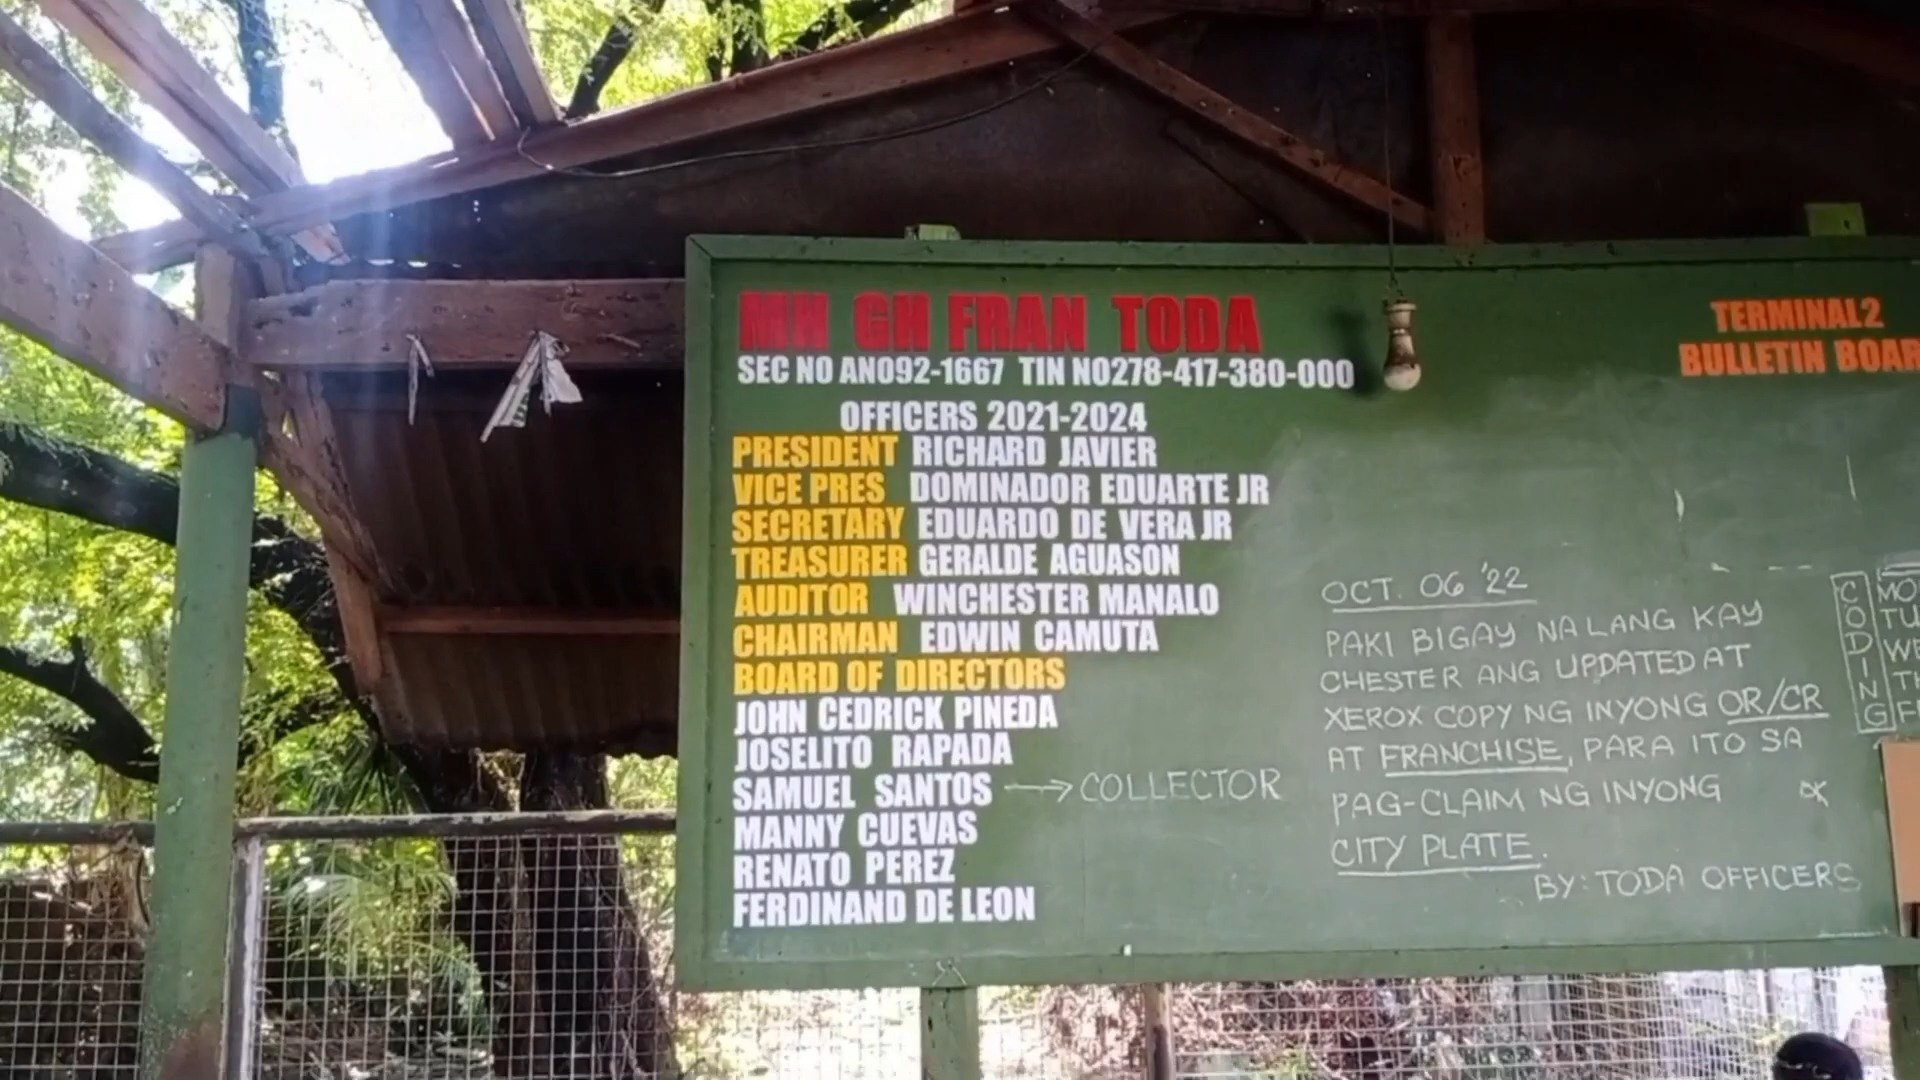 MH GH FRAN TODA
SEC NO AN092-1667 TIN NO278-417-380-000
OFFICERS 2021-2024
PRESIDENT RICHARD JAVIER
VICE PRES DOMINADOR EDUARTE JR
SECRETARY EDUARDO DE VERA JR
TREASURER GERALDE AGUASON
AUDITOR WINCHESTER MANALO
CHAIRMAN EDWIN CAMUTA
BOARD OF DIRECTORS
JOHN CEDRICK PINEDA
JOSELITO RAPADA
SAMUEL SANTOS → COLLECTOR
MANNY CUEVAS
RENATO PEREZ
FERDINAND DE LEON
TERMINAL2
BULLETIN BOAR
OCT. 06 '22
PAKI BIGAY NA LANG KAY
CHESTER ANG UPDATED AT
XEROX COPY NG INYONG OR/CR
AT FRANCHISE, PARA ITO SA
PAG-CLAIM NG INYONG
CITY PLATE.
BY: TODA OFFICERS
CODING
MO
TU
WE
TH
F